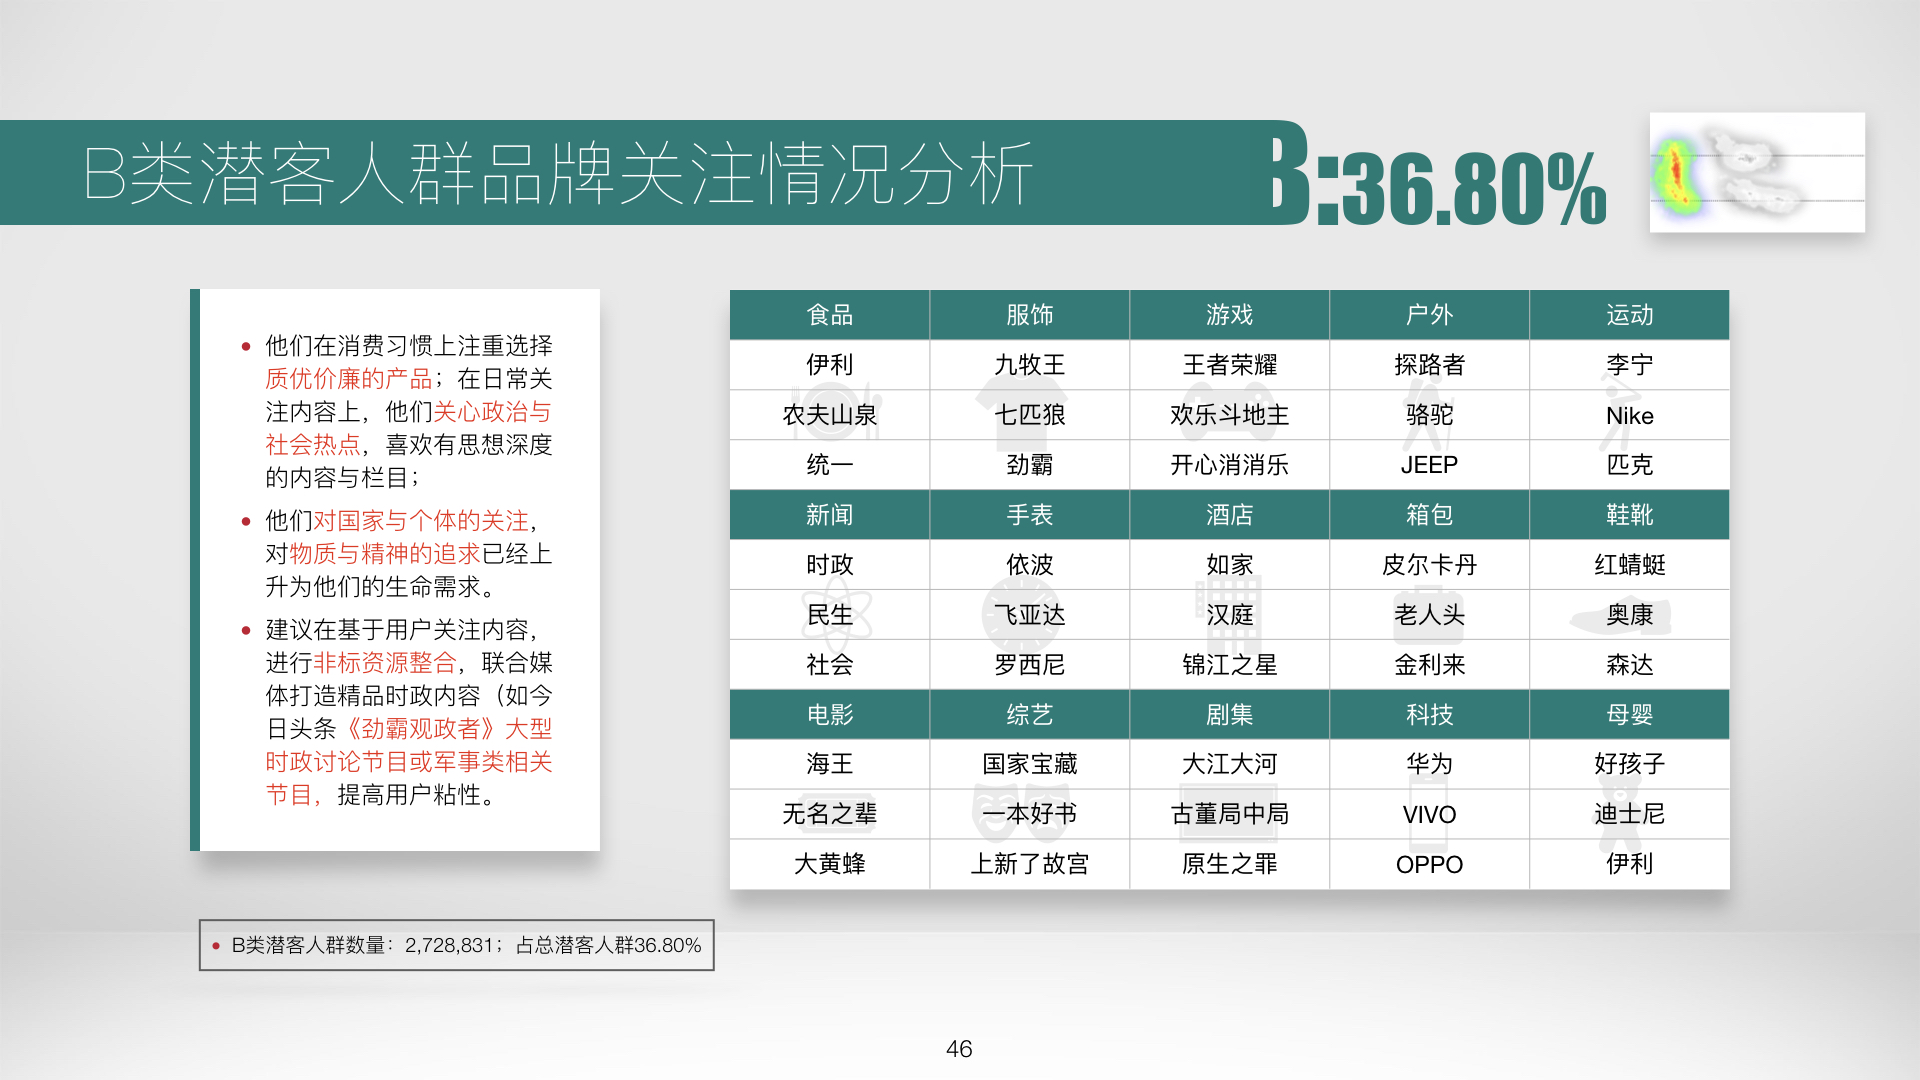 B类潜客人群品牌关注情况分析
B:36.80%
他们在消费习惯上注重选择
质优价廉的产品；在日常关
注内容上，他们关心政治与
社会热点，喜欢有思想深度
的内容与栏目；
他们对国家与个体的关注，
对物质与精神的追求已经上
升为他们的生命需求。
建议在基于用户关注内容，
进行非标资源整合，联合媒
体打造精品时政内容（如今
日头条《劲霸观政者》大型
时政讨论节目或军事类相关
节目，提高用户粘性。
食品 服饰 游戏 户外 运动
伊利 九牧王 王者荣耀 探路者 李宁
农夫山泉 七匹狼 欢乐斗地主 骆驼 Nike
统一 劲霸 开心消消乐 JEEP 匹克
新闻 手表 酒店 箱包 鞋靴
时政 依波 如家 皮尔卡丹 红蜻蜓
民生 飞亚达 汉庭 老人头 奥康
社会 罗西尼 锦江之星 金利来 森达
电影 综艺 剧集 科技 母婴
海王 国家宝藏 大江大河 华为 好孩子
无名之辈 一本好书 古董局中局 VIVO 迪士尼
大黄蜂 上新了故宫 原生之罪 OPPO 伊利
B类潜客人群数量：2,728,831；占总潜客人群36.80%
46